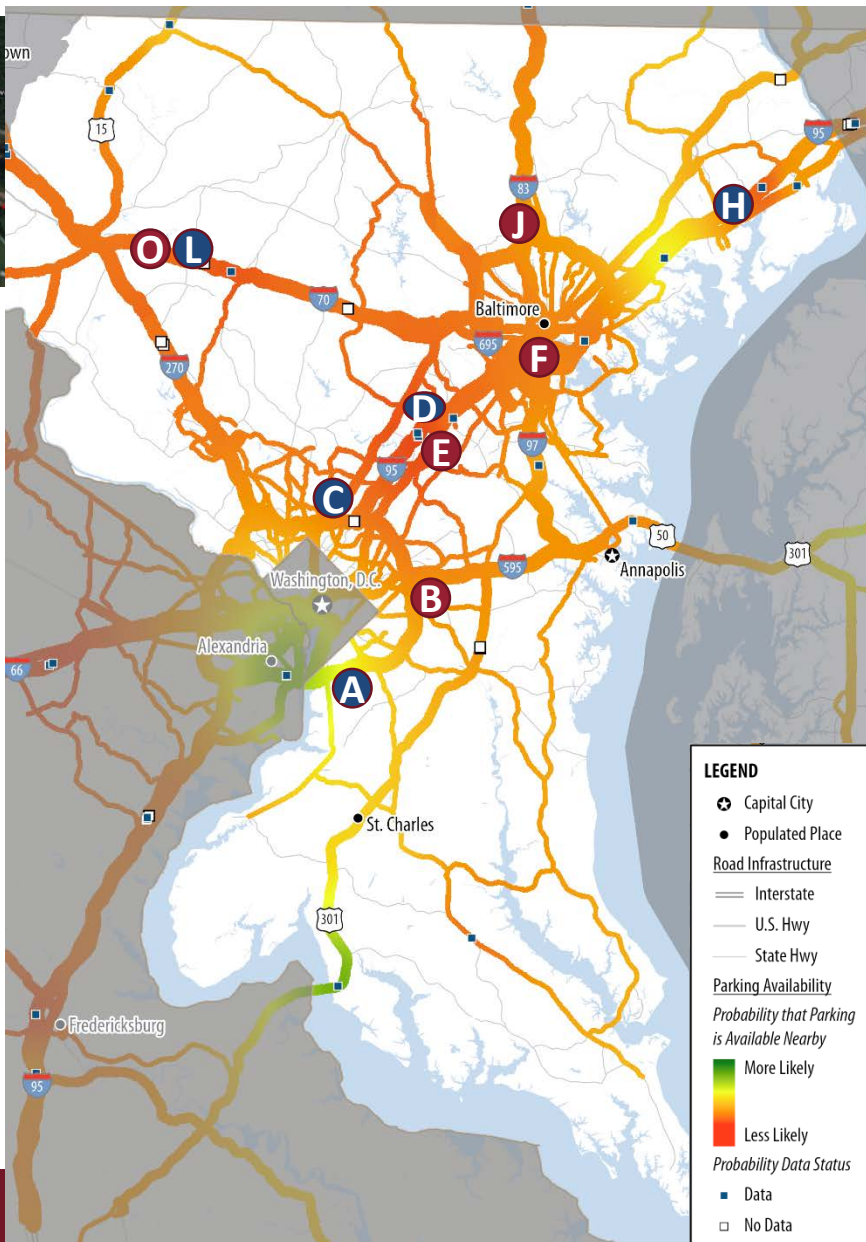 own
15
95
83
J
H
O
L
70
Baltimore
695
F
270
D
E
97
95
C
50
301
595
Annapolis
Washington, D.C.
B
66
Alexandria
A
St. Charles
301
Fredericksburg
95
LEGEND
Capital City
Populated Place
Road Infrastructure
Interstate
U.S. Hwy
State Hwy
Parking Availability
Probability that Parking
is Available Nearby
More Likely
Less Likely
Probability Data Status
Data
No Data